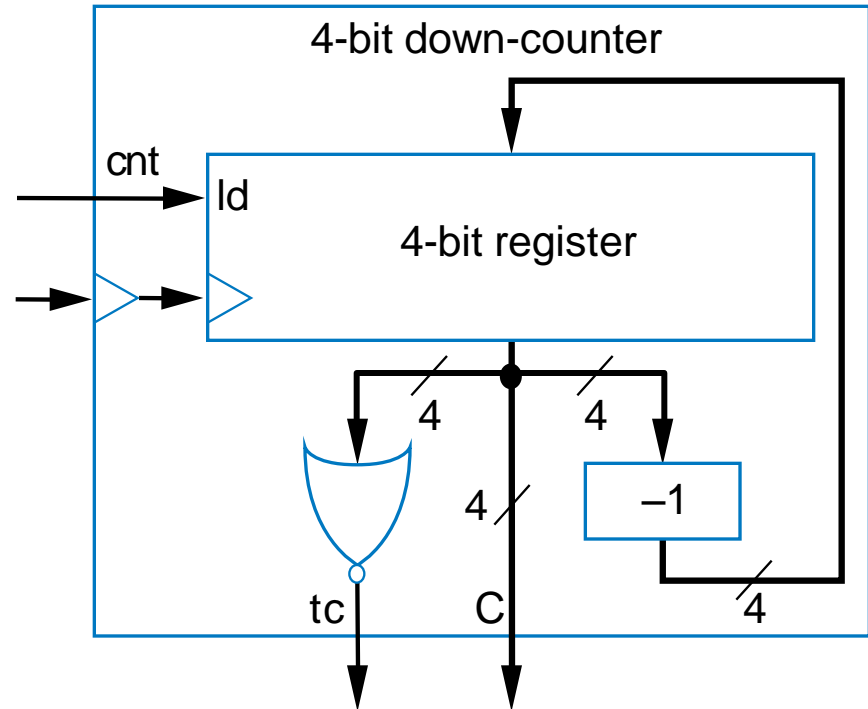 4-bit down-counter
cnt
ld
4-bit register
4
4
4
–1
4
tc
C